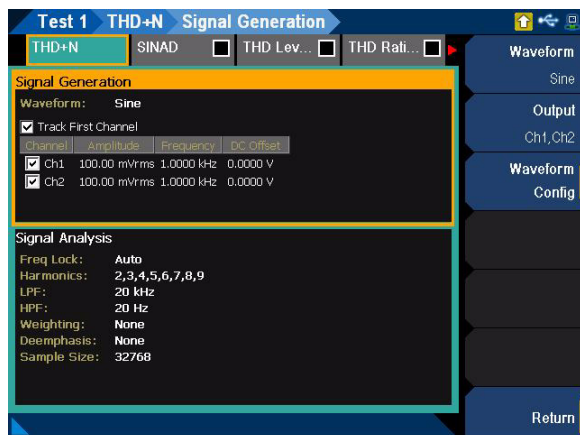 Test 1 THD+N Signal Generation
THD+N SINAD THD Lev... THD Rati...
Signal Generation
Waveform: Sine
Track First Channel
Channel Amplitude Frequency DC Offset
Ch1 100.00 mVrms 1.0000 kHz 0.0000 V
Ch2 100.00 mVrms 1.0000 kHz 0.0000 V
Signal Analysis
Freq Lock: Auto
Harmonics: 2,3,4,5,6,7,8,9
LPF: 20 kHz
HPF: 20 Hz
Weighting: None
Deemphasis: None
Sample Size: 32768
Waveform
Sine
Output
Ch1,Ch2
Waveform
Config
Return